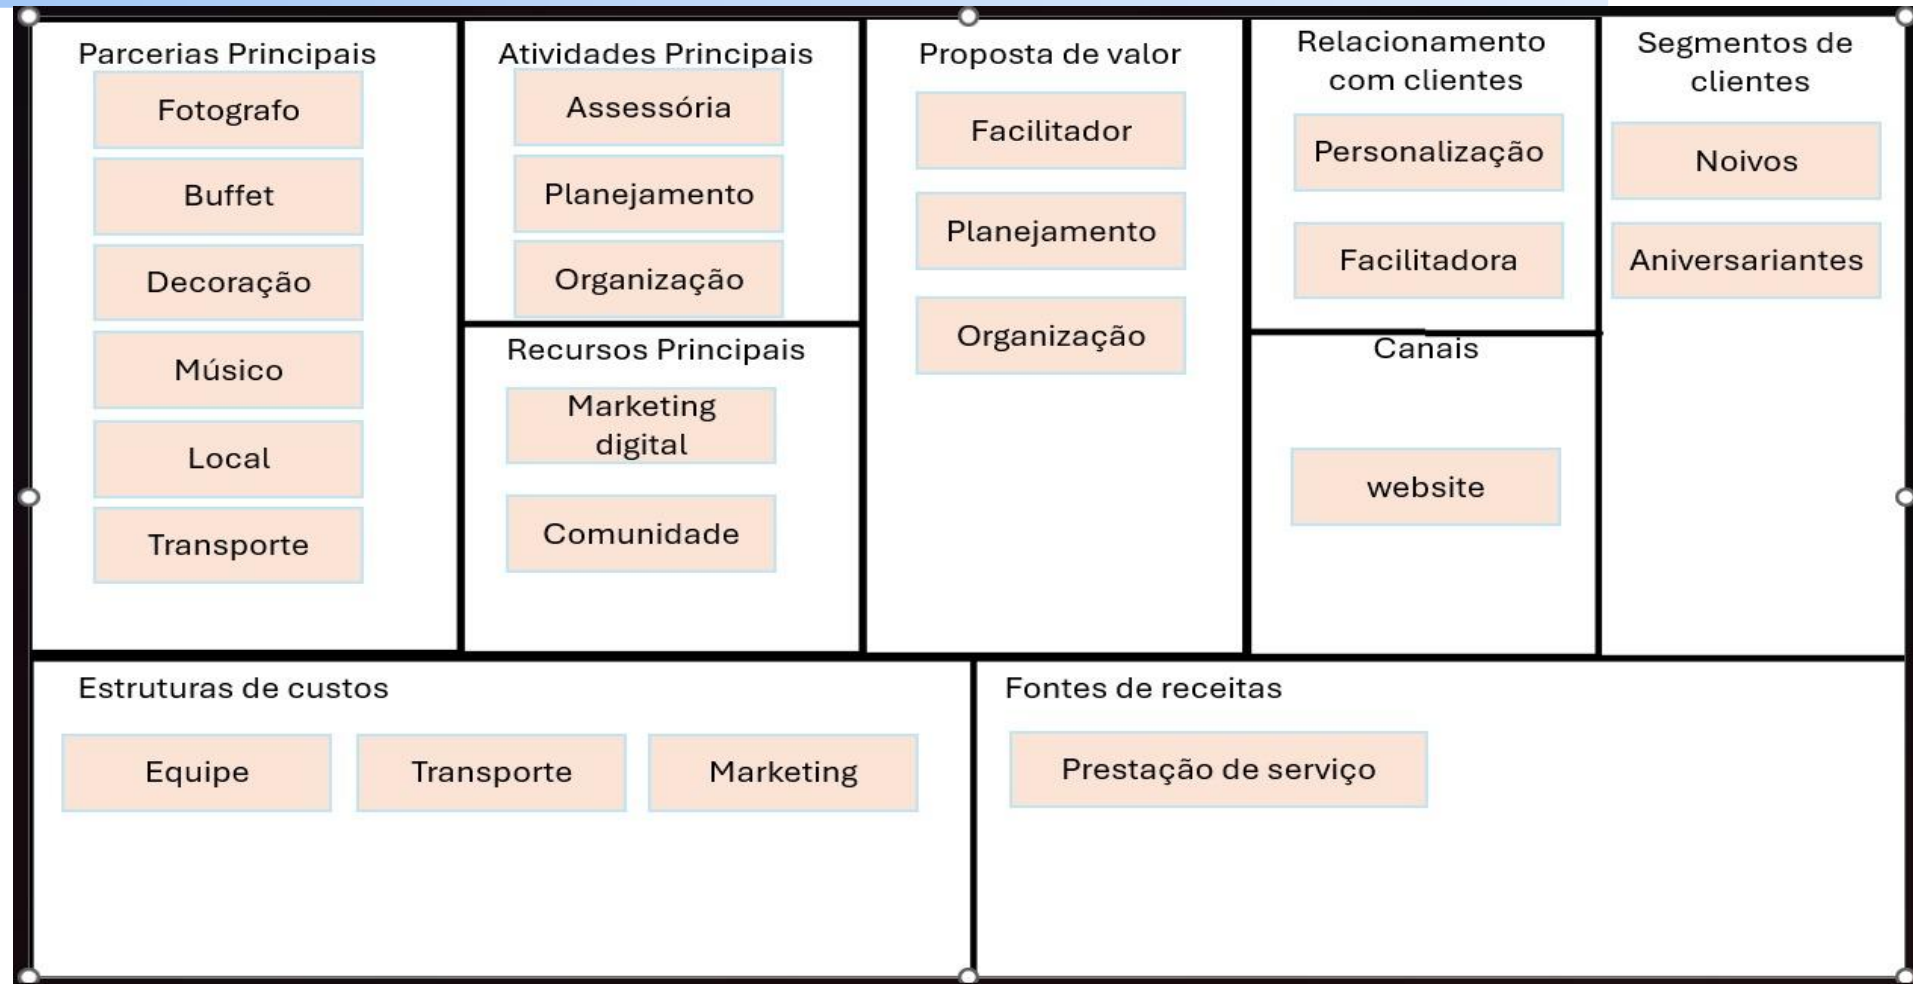 Parcerias Principais
Fotografo
Buffet
Decoração
Músico
Local
Transporte
Atividades Principais
Assessória
Planejamento
Organização
Recursos Principais
Marketing
digital
Comunidade
Proposta de valor
Facilitador
Planejamento
Organização
Relacionamento
com clientes
Personalização
Facilitadora
Canais
website
Segmentos de
clientes
Noivos
Aniversariantes
Estruturas de custos
Equipe
Transporte
Marketing
Fontes de receitas
Prestação de serviço